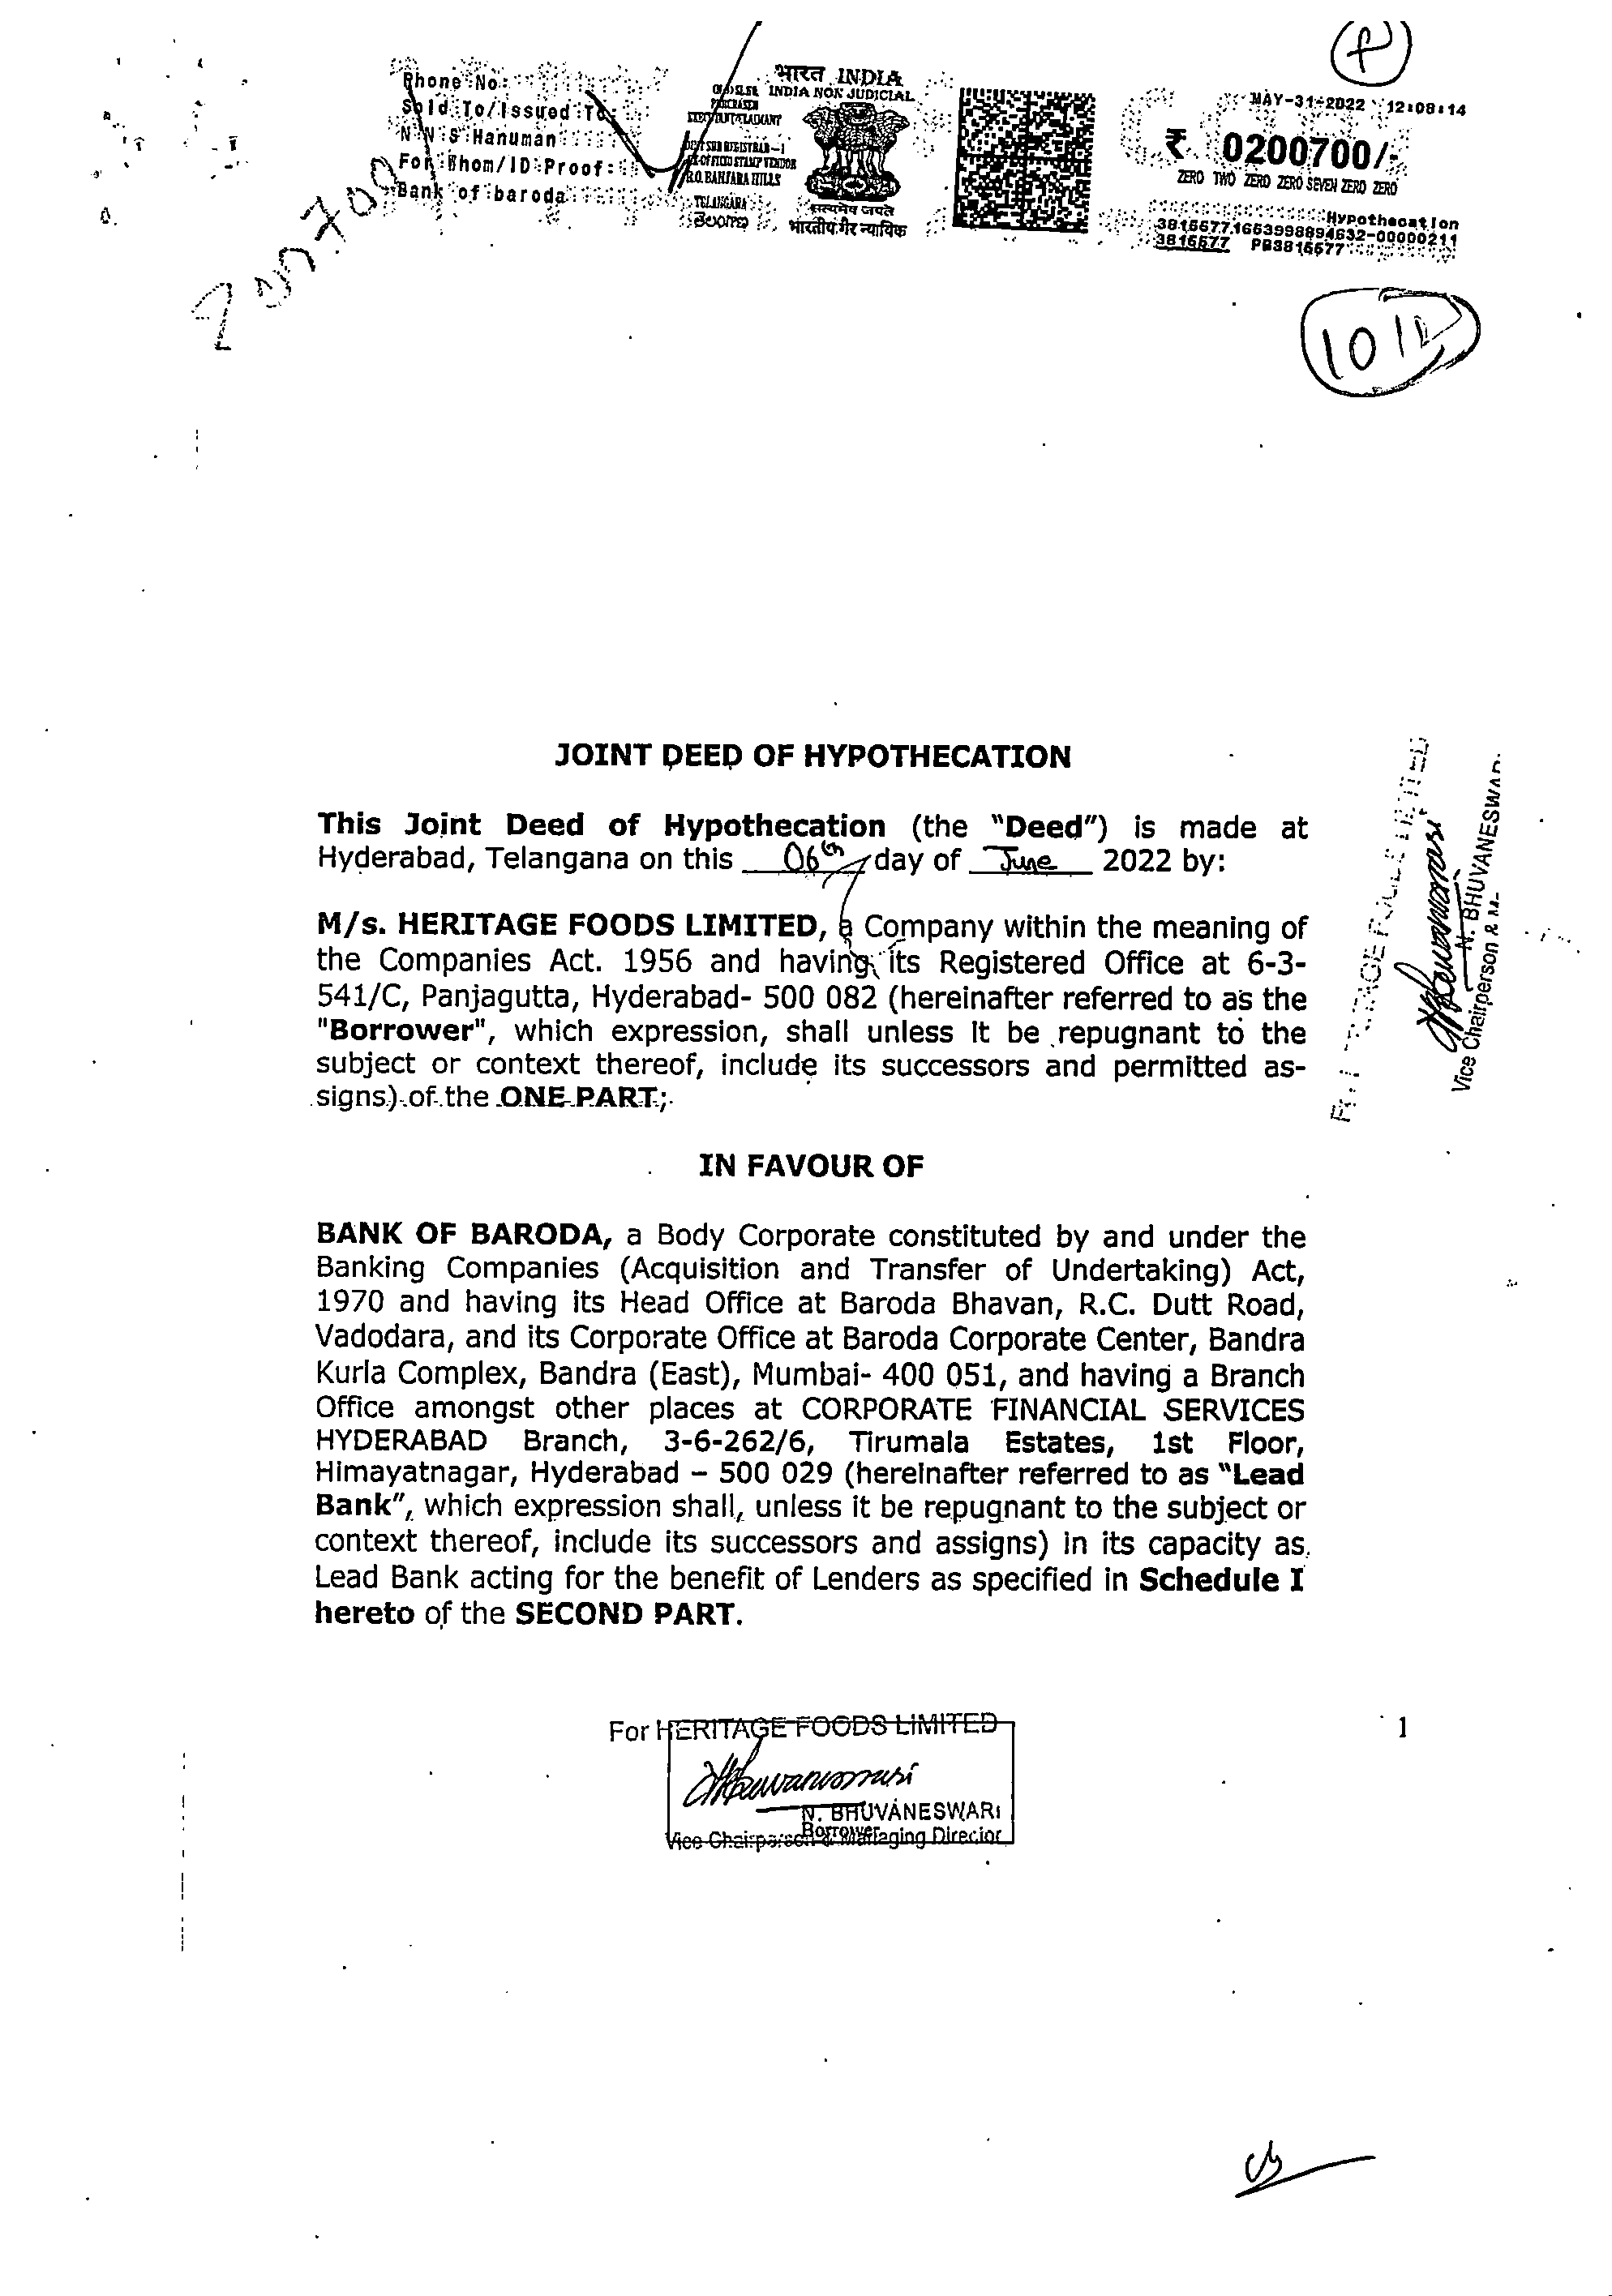 Phone No:
Sold To/Issued To:
N N S Hanuman
For Whom/ID Proof:
Bank of baroda
भारत INDIA
INDIA NON JUDICIAL
SUB REGISTRAR-I
EX-OFFICIO STAMP VENDOR
S.R.O. BANJARA HILLS
TELANGANA
తెలంగాణ
सत्यमेव जयते
भारतीय गैर न्यायिक
MAY-31-2022 12:08:14
₹ 0200700/-
ZERO TWO ZERO ZERO SEVEN ZERO ZERO
Hypothecation
3815577 PB3815577
JOINT DEED OF HYPOTHECATION
This Joint Deed of Hypothecation (the "Deed") is made at
Hyderabad, Telangana on this 06th day of June 2022 by:
M/s. HERITAGE FOODS LIMITED, a Company within the meaning of
the Companies Act. 1956 and having its Registered Office at 6-3-
541/C, Panjagutta, Hyderabad- 500 082 (hereinafter referred to as the
"Borrower", which expression, shall unless it be repugnant to the
subject or context thereof, include its successors and permitted as-
signs) of the ONE PART;
IN FAVOUR OF
BANK OF BARODA, a Body Corporate constituted by and under the
Banking Companies (Acquisition and Transfer of Undertaking) Act,
1970 and having its Head Office at Baroda Bhavan, R.C. Dutt Road,
Vadodara, and its Corporate Office at Baroda Corporate Center, Bandra
Kurla Complex, Bandra (East), Mumbai- 400 051, and having a Branch
Office amongst other places at CORPORATE FINANCIAL SERVICES
HYDERABAD Branch, 3-6-262/6, Tirumala Estates, 1st Floor,
Himayatnagar, Hyderabad – 500 029 (hereinafter referred to as "Lead
Bank", which expression shall, unless it be repugnant to the subject or
context thereof, include its successors and assigns) in its capacity as
Lead Bank acting for the benefit of Lenders as specified in Schedule I
hereto of the SECOND PART.
N. BHUVANESWARI
Vice Chairperson & M
For HERITAGE FOODS LIMITED
N. BHUVANESWARI
Borrower
Vice Chairperson & Managing Director
1